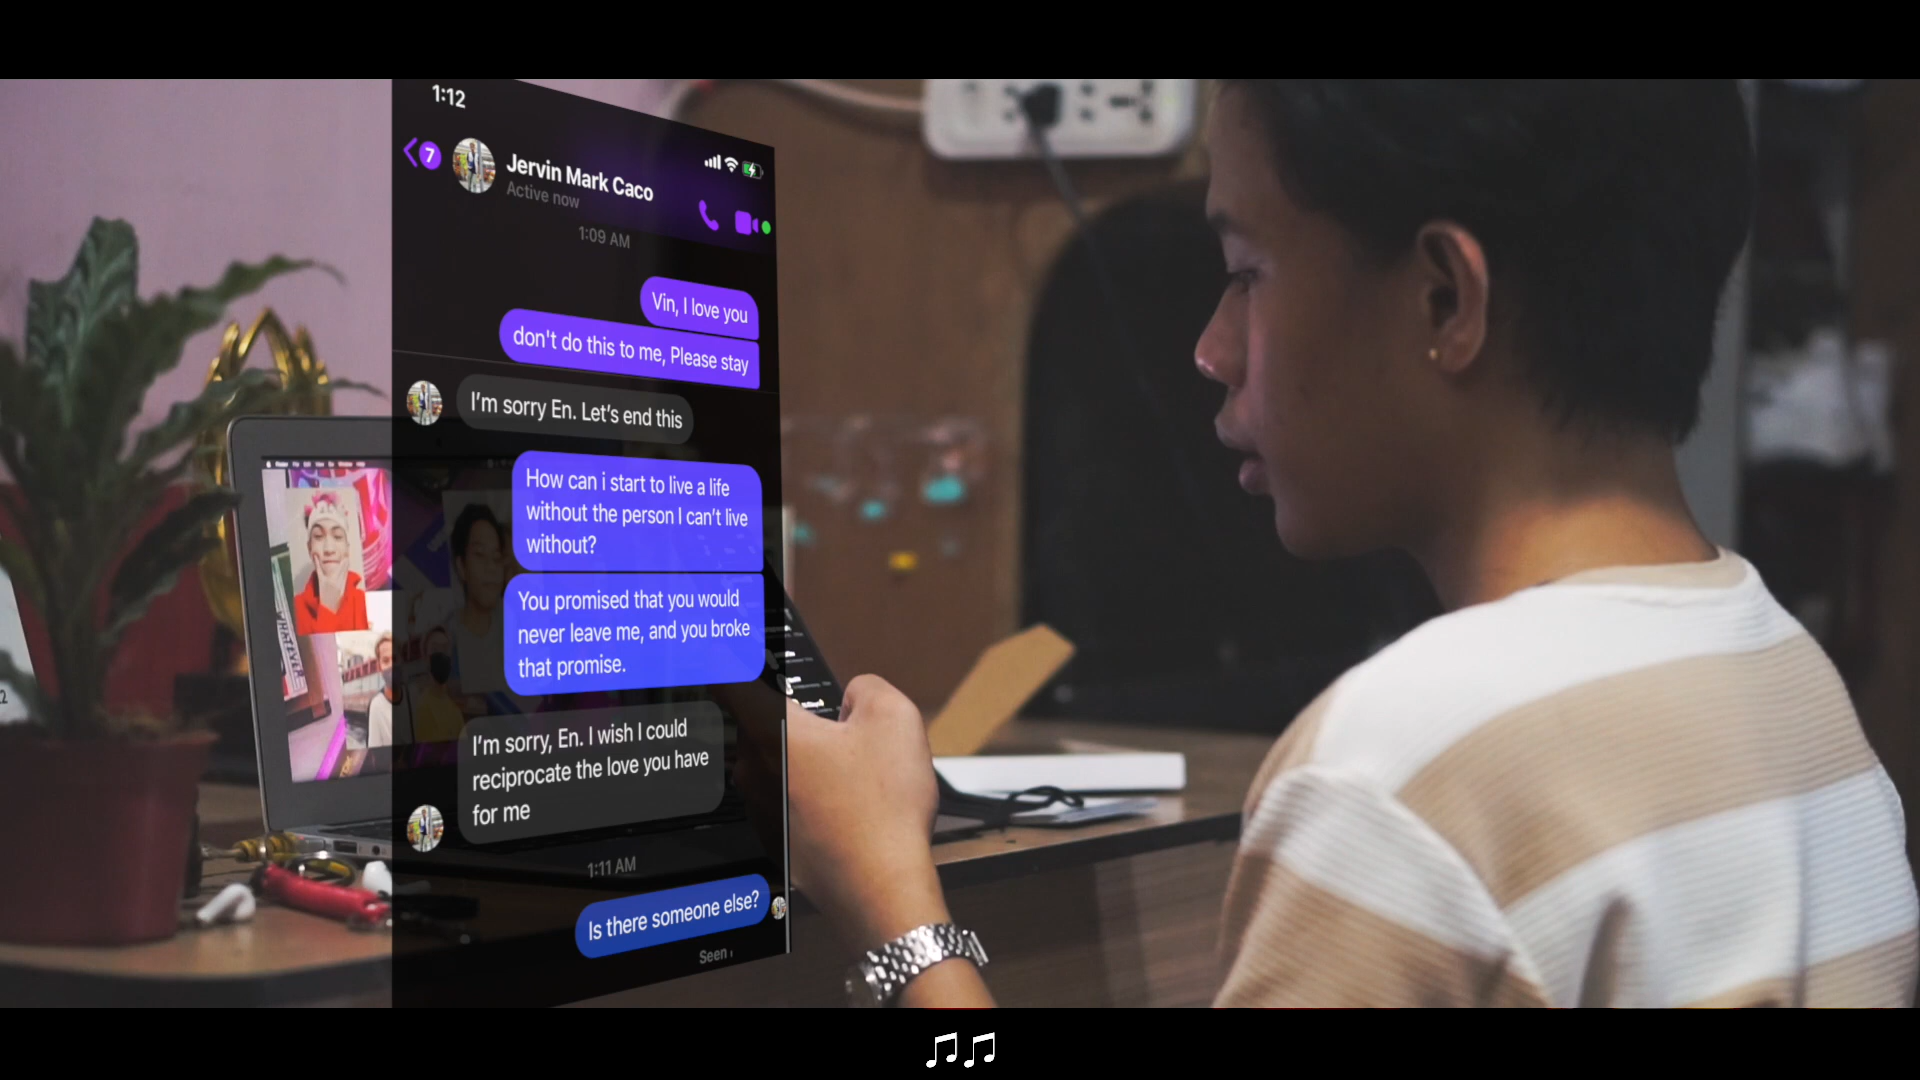 1:12
7
Jervin Mark Caco
Active now
1:09 AM
Vin, I love you
don't do this to me, Please stay
I'm sorry En. Let's end this
How can i start to live a life
without the person I can't live
without?
You promised that you would
never leave me, and you broke
that promise.
I'm sorry, En. I wish I could
reciprocate the love you have
for me
1:11 AM
Is there someone else?
Seen